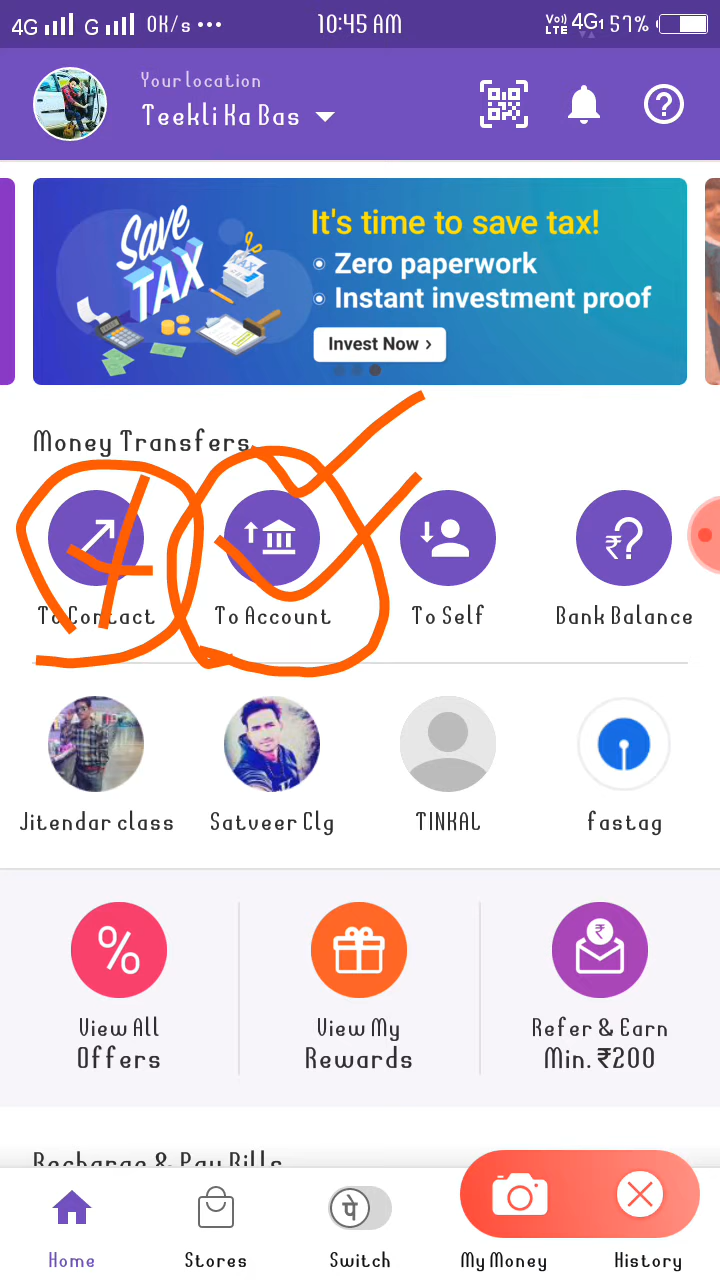 4G G 0K/s ••• 10:45 AM Vo)) LTE 4G1 57%
Your location
Teekli Ka Bas
Save TAX
It's time to save tax!
Zero paperwork
Instant investment proof
Invest Now ›
Money Transfers
To Contact To Account To Self Bank Balance
Jitendar class Satveer Clg TINKAL fastag
View All View My Refer & Earn
Offers Rewards Min. ₹200
Recharge & Pay Bills
पे
Home Stores Switch My Money History